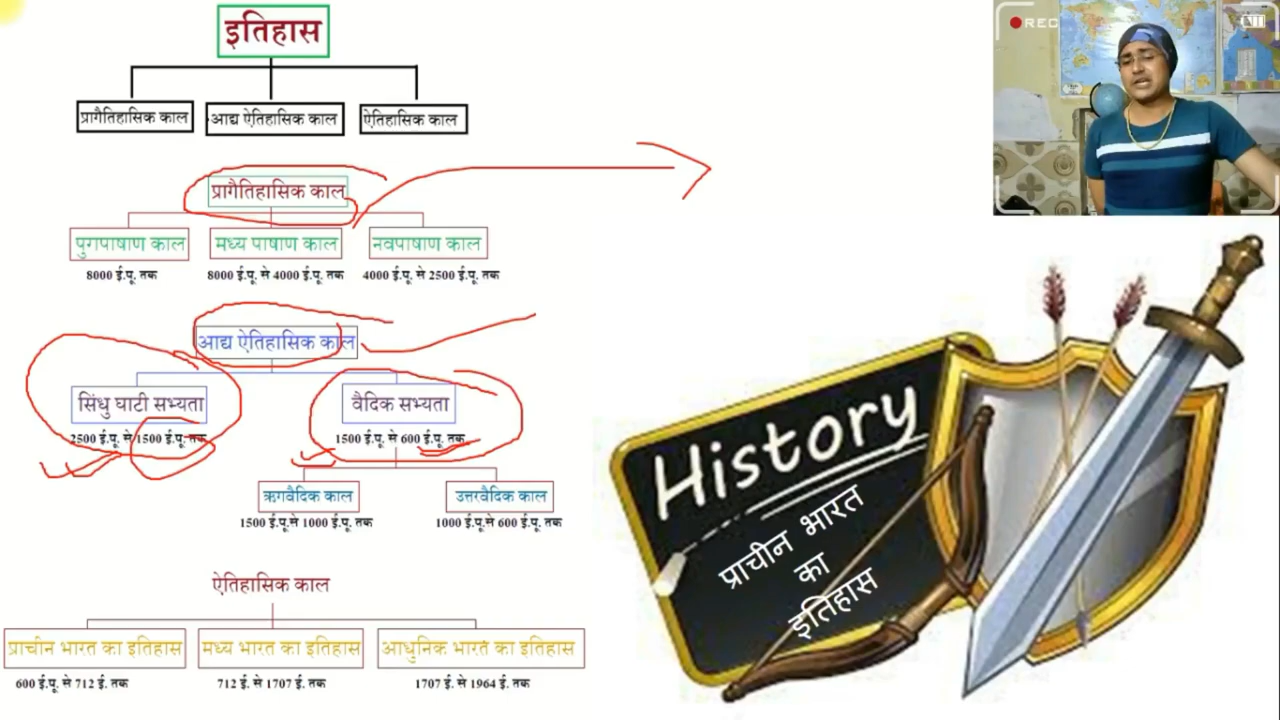 इतिहास
प्रागैतिहासिक काल
आद्य ऐतिहासिक काल
ऐतिहासिक काल
REC
प्रागैतिहासिक काल
पुरापाषाण काल
मध्य पाषाण काल
नवपाषाण काल
8000 ई.पू. तक
8000 ई.पू. से 4000 ई.पू. तक
4000 ई.पू. से 2500 ई.पू. तक
आद्य ऐतिहासिक काल
सिंधु घाटी सभ्यता
वैदिक सभ्यता
2500 ई.पू. से 1500 ई.पू. तक
1500 ई.पू. से 600 ई.पू. तक
ऋगवैदिक काल
उत्तरवैदिक काल
1500 ई.पू.से 1000 ई.पू. तक
1000 ई.पू.से 600 ई.पू. तक
ऐतिहासिक काल
प्राचीन भारत का इतिहास
मध्य भारत का इतिहास
आधुनिक भारत का इतिहास
600 ई.पू. से 712 ई. तक
712 ई. से 1707 ई. तक
1707 ई. से 1964 ई. तक
History
प्राचीन भारत
का
इतिहास